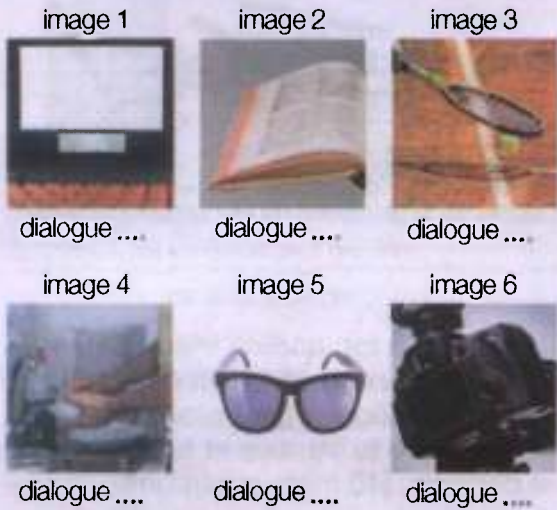 image 1 image 2 image 3
dialogue .... dialogue .... dialogue ....
image 4 image 5 image 6
dialogue .... dialogue .... dialogue ....